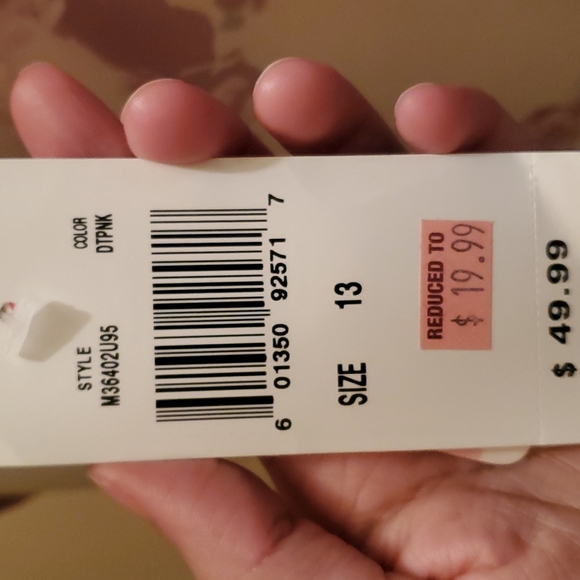 STYLE
M36402U95
COLOR
DTPNK
6 01350 92571 7
SIZE 13
REDUCED TO
$ 19.99
$ 49.99